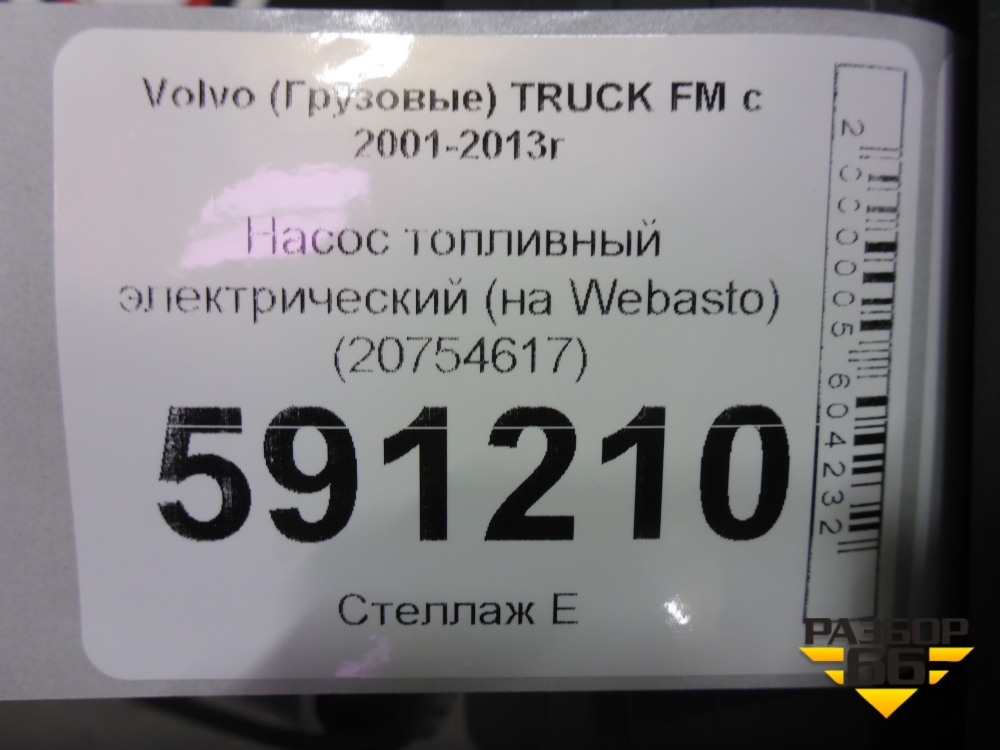 Volvo (Грузовые) TRUCK FM с
2001-2013г
Насос топливный
электрический (на Webasto)
(20754617)
591210
Стеллаж Е
2000005604232
РАЗБОР
66